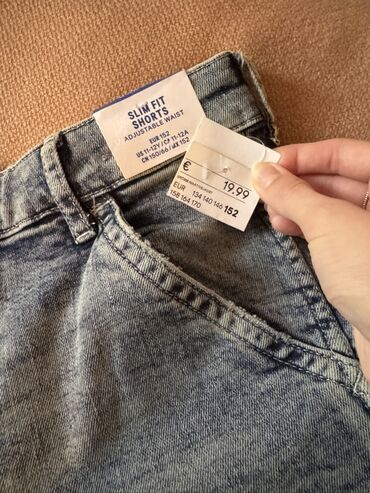 SLIM FIT
SHORTS
ADJUSTABLE WAIST
EUR 152
US 11-12Y/CA 11-12A
CN 150/66/MX 152
€
19.99
EUR 134 140 146 152
158 164 170